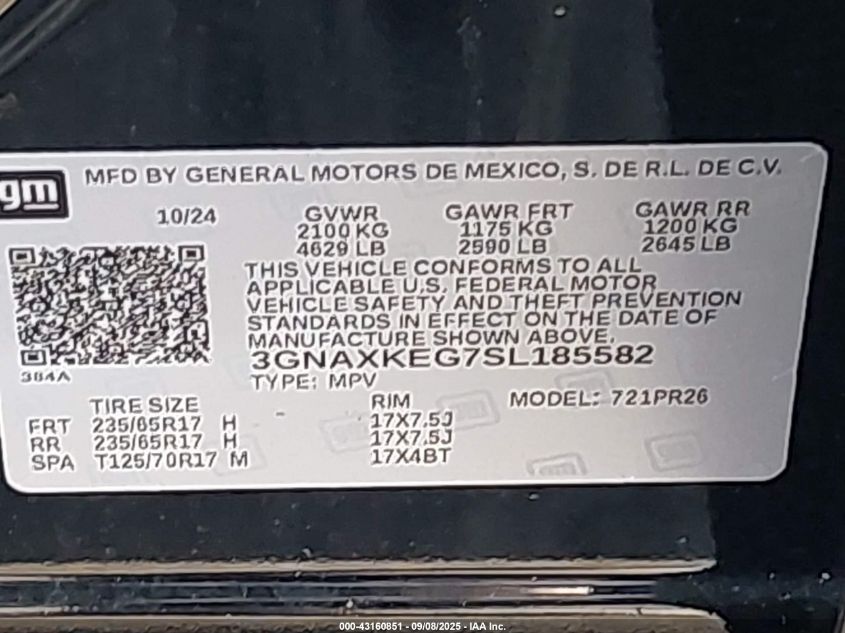 gm
MFD BY GENERAL MOTORS DE MEXICO, S. DE R.L. DE C.V.
10/24 GVWR GAWR FRT GAWR RR
2100 KG 1175 KG 1200 KG
4629 LB 2590 LB 2645 LB
THIS VEHICLE CONFORMS TO ALL
APPLICABLE U.S. FEDERAL MOTOR
VEHICLE SAFETY AND THEFT PREVENTION
STANDARDS IN EFFECT ON THE DATE OF
MANUFACTURE SHOWN ABOVE.
3GNAXKEG7SL185582
384A
TYPE: MPV
TIRE SIZE RIM MODEL: 721PR26
FRT 235/65R17 H 17X7.5J
RR 235/65R17 H 17X7.5J
SPA T125/70R17 M 17X4BT
000-43160851 - 09/08/2025 - IAA Inc.